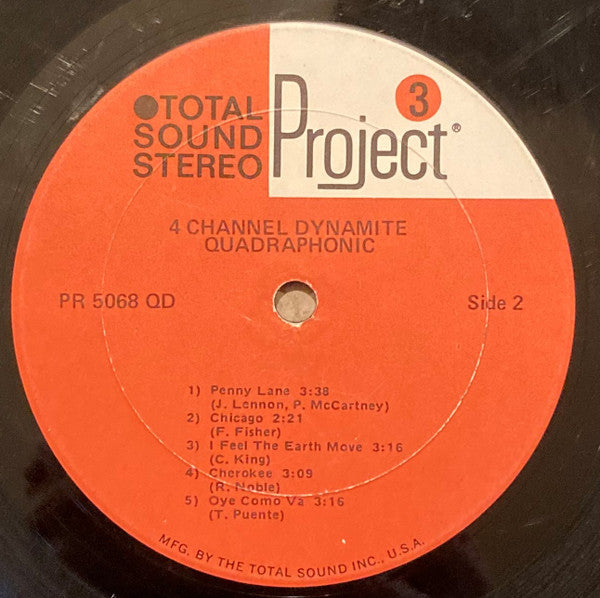 ●TOTAL
SOUND
STEREO
Project 3®
4 CHANNEL DYNAMITE
QUADRAPHONIC
PR 5068 QD
Side 2
1) Penny Lane 3:38
(J. Lennon, P. McCartney)
2) Chicago 2:21
(F. Fisher)
3) I Feel The Earth Move 3:16
(C. King)
4) Cherokee 3:09
(R. Noble)
5) Oye Como Va 3:16
(T. Puente)
MFG. BY THE TOTAL SOUND INC., U.S.A.